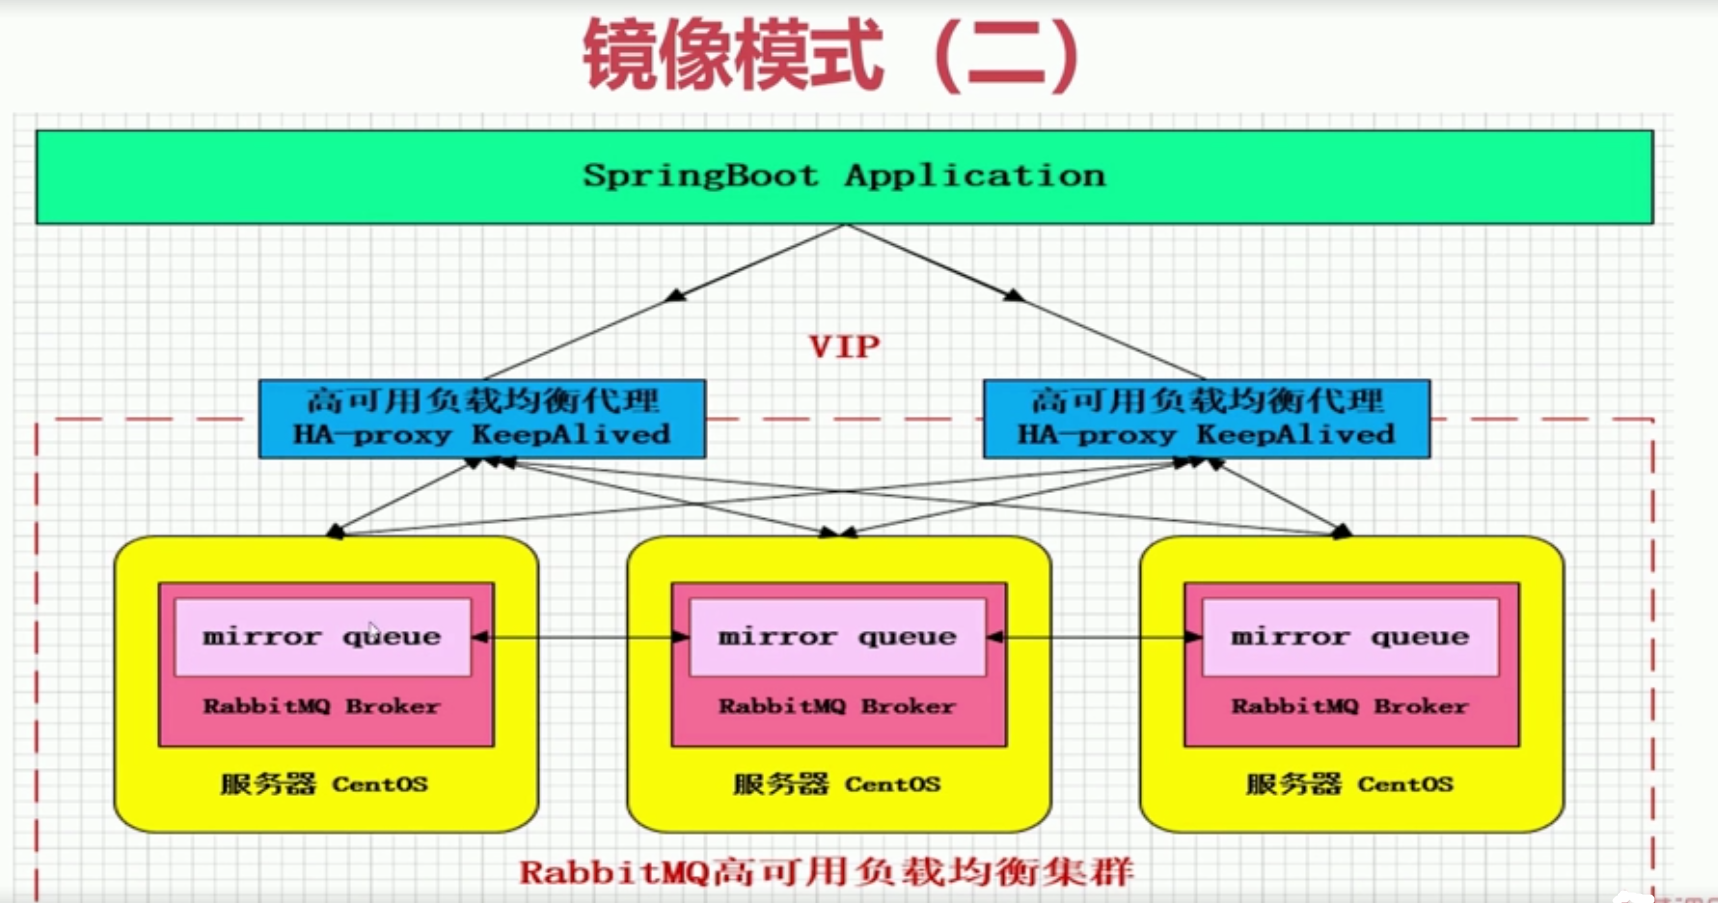 镜像模式（二）
SpringBoot Application
VIP
高可用负载均衡代理
HA-proxy KeepAlived
高可用负载均衡代理
HA-proxy KeepAlived
mirror queue
RabbitMQ Broker
服务器 CentOS
mirror queue
RabbitMQ Broker
服务器 CentOS
mirror queue
RabbitMQ Broker
服务器 CentOS
RabbitMQ高可用负载均衡集群